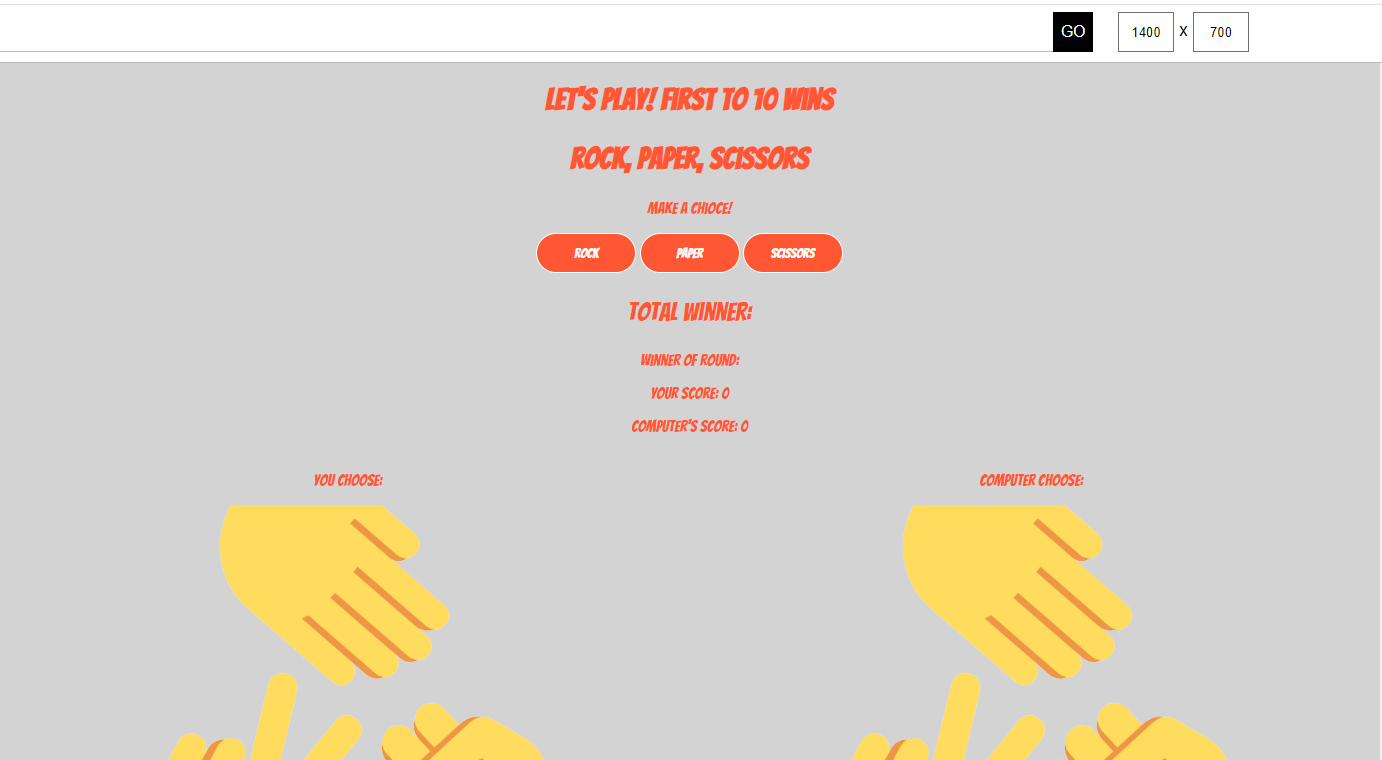 GO 1400 X 700
LET'S PLAY! FIRST TO 10 WINS
ROCK, PAPER, SCISSORS
MAKE A CHIOCE!
ROCK PAPER SCISSORS
TOTAL WINNER:
WINNER OF ROUND:
YOUR SCORE: 0
COMPUTER'S SCORE: 0
YOU CHOOSE: COMPUTER CHOOSE: